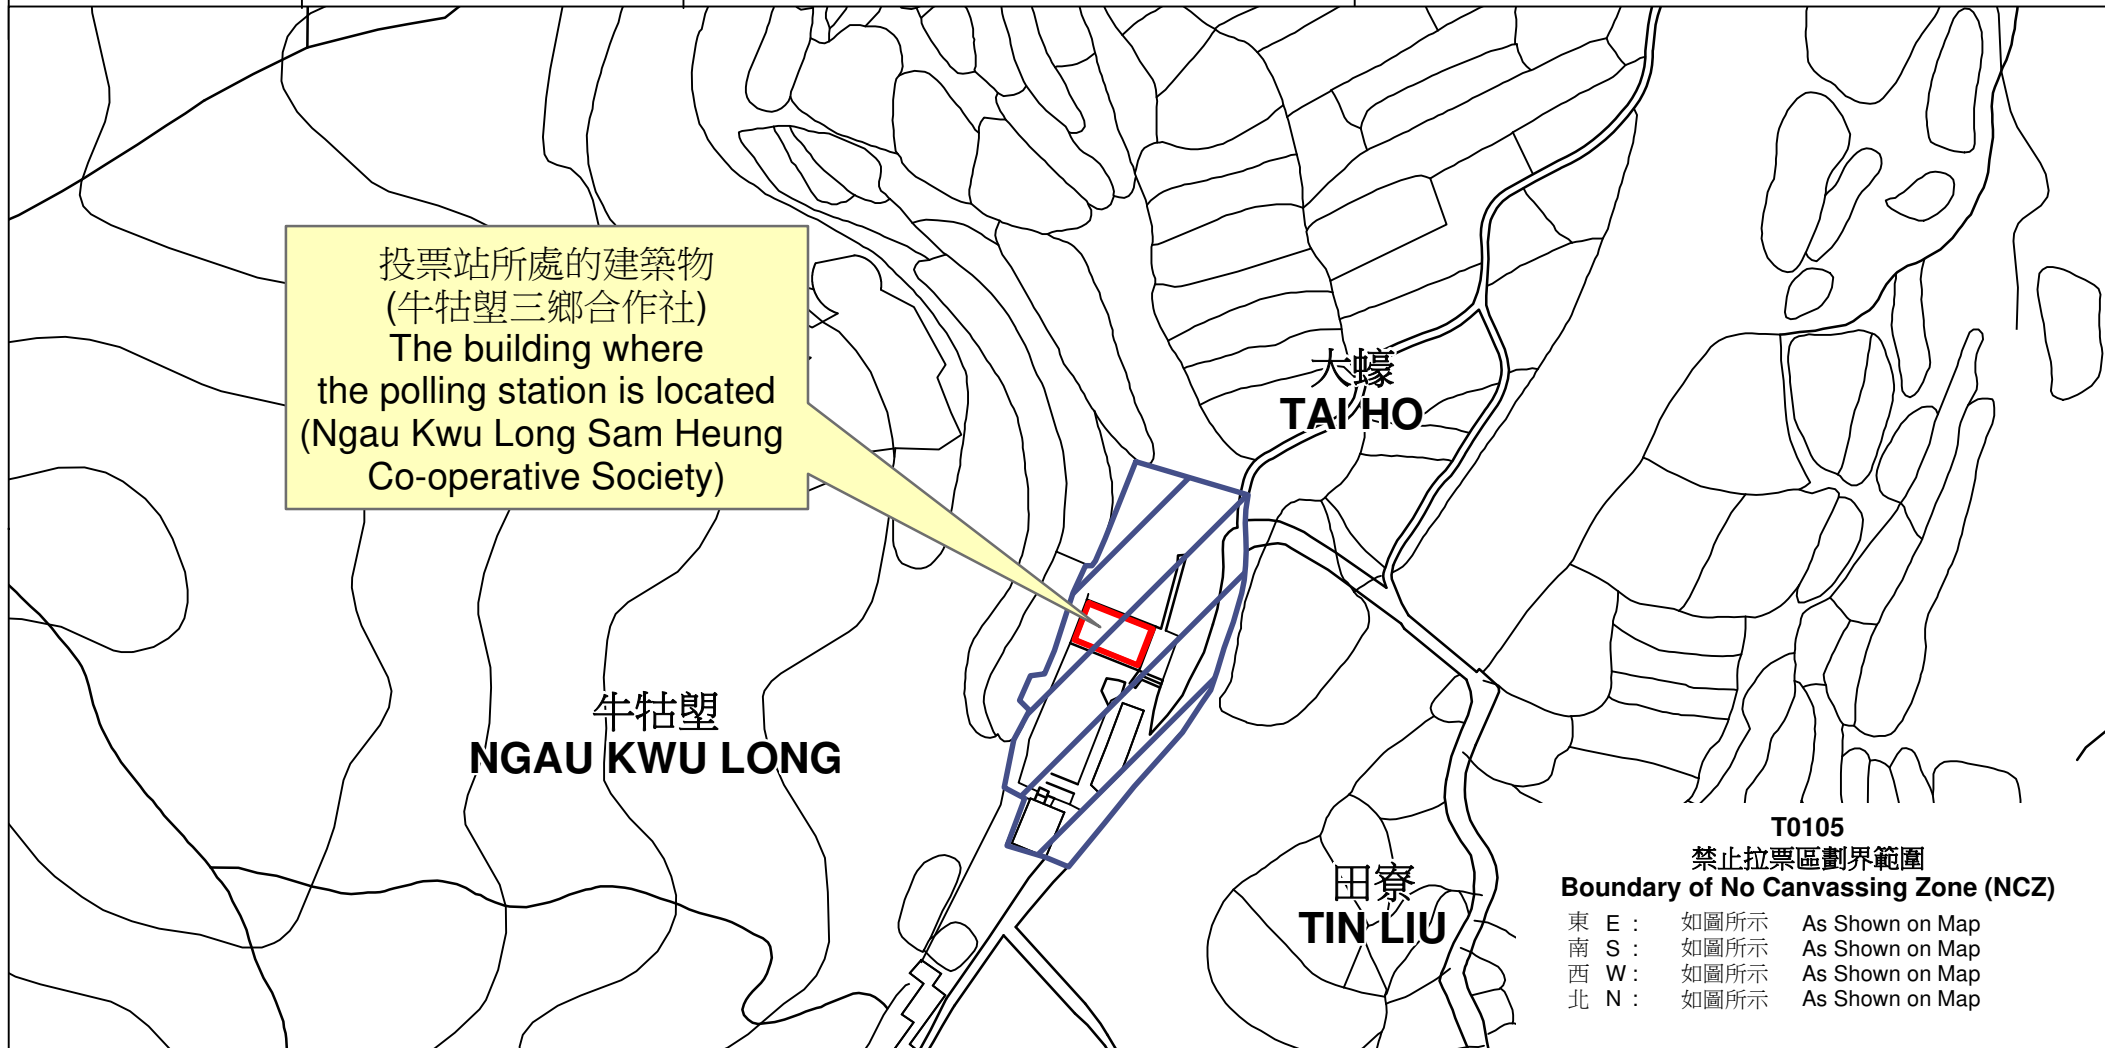 投票站所處的建築物
(牛牯塱三鄉合作社)
The building where
the polling station is located
(Ngau Kwu Long Sam Heung
Co-operative Society)
大蠔
TAI HO
牛牯塱
NGAU KWU LONG
田寮
TIN LIU
T0105
禁止拉票區劃界範圍
Boundary of No Canvassing Zone (NCZ)
東 E : 如圖所示 As Shown on Map
南 S : 如圖所示 As Shown on Map
西 W : 如圖所示 As Shown on Map
北 N : 如圖所示 As Shown on Map